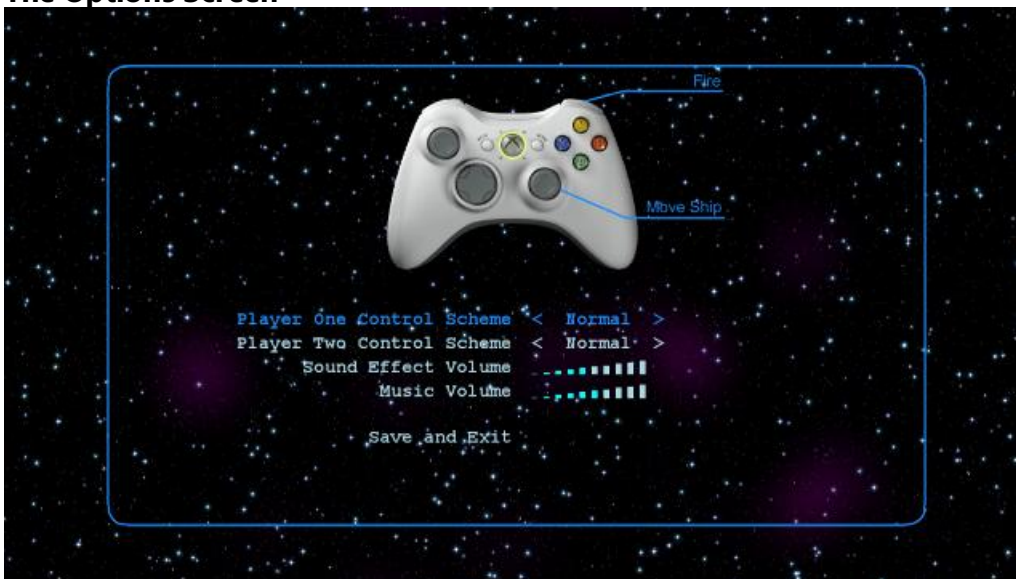 The Options Screen
Fire
Move Ship
Player One Control Scheme < Normal >
Player Two Control Scheme < Normal >
Sound Effect Volume
Music Volume
Save and Exit